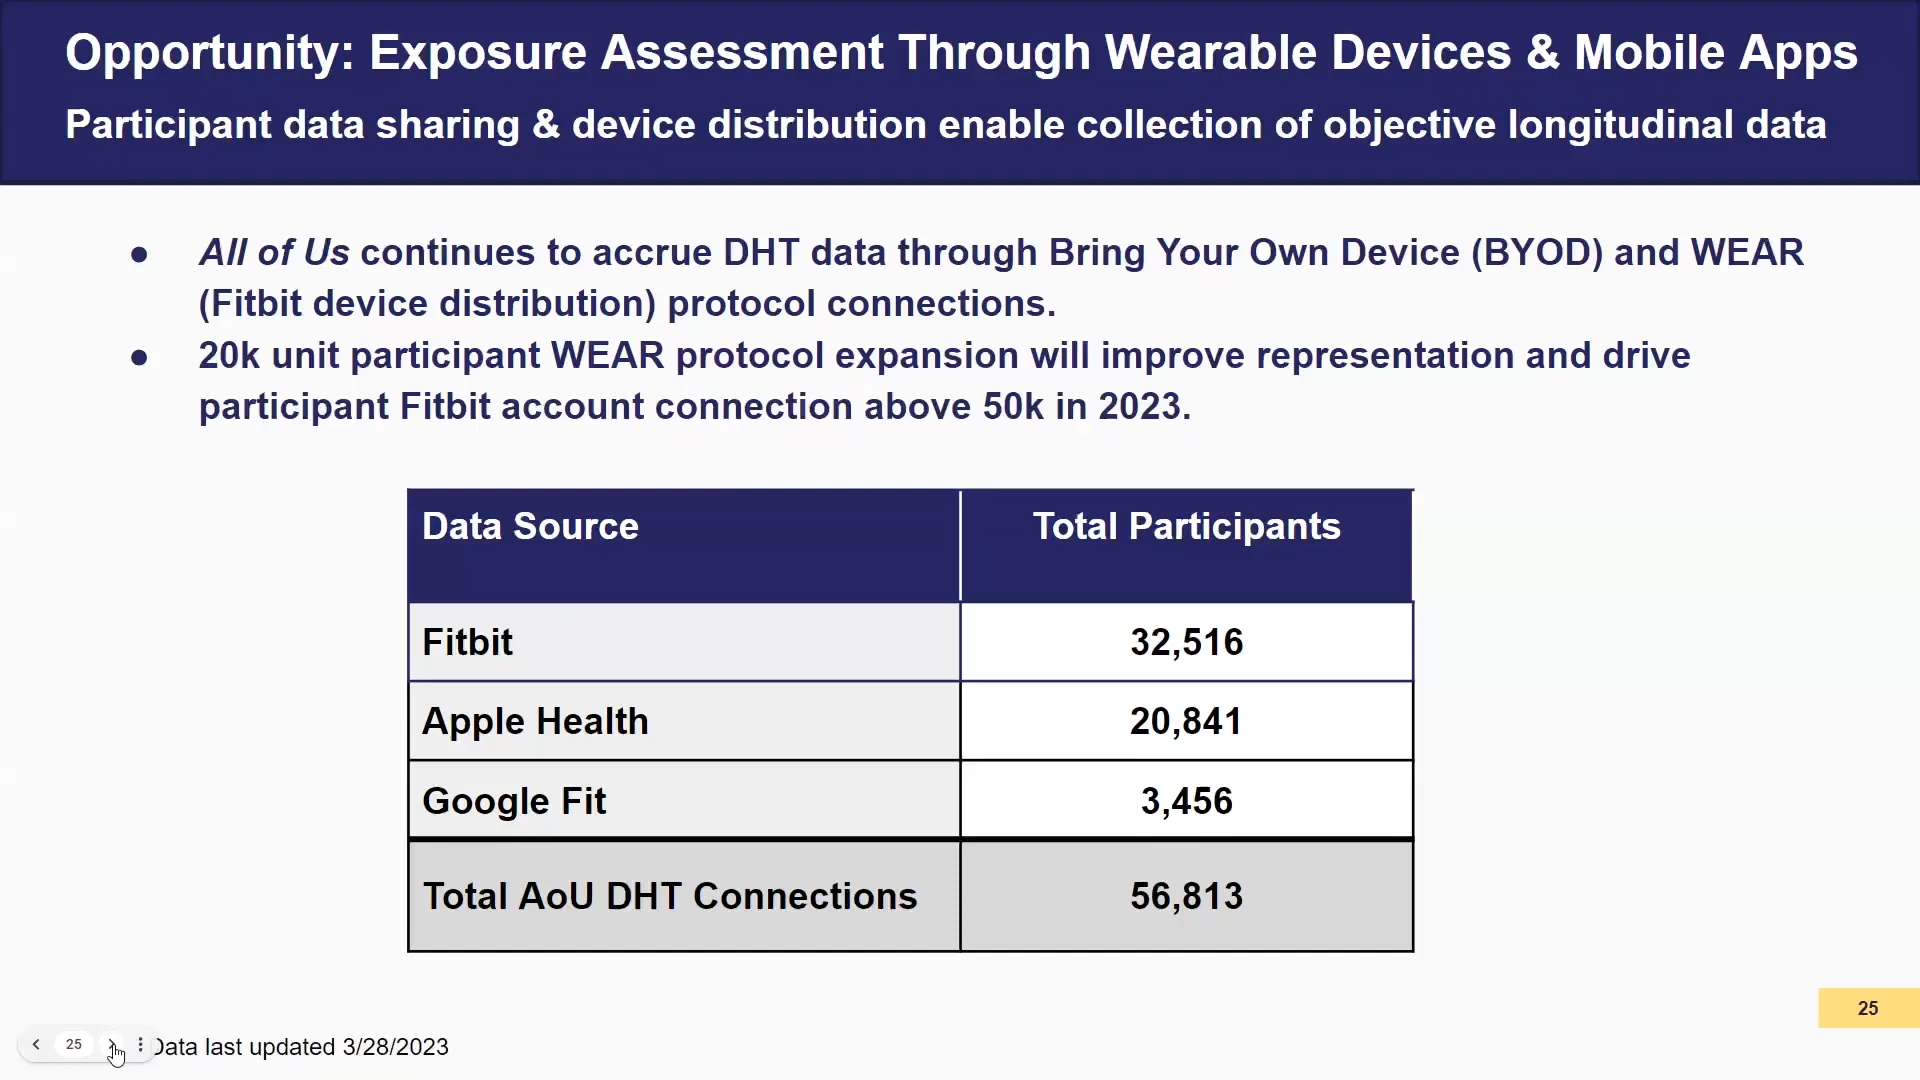 Opportunity: Exposure Assessment Through Wearable Devices & Mobile Apps
Participant data sharing & device distribution enable collection of objective longitudinal data
● All of Us continues to accrue DHT data through Bring Your Own Device (BYOD) and WEAR
(Fitbit device distribution) protocol connections.
● 20k unit participant WEAR protocol expansion will improve representation and drive
participant Fitbit account connection above 50k in 2023.
Data Source Total Participants
Fitbit 32,516
Apple Health 20,841
Google Fit 3,456
Total AoU DHT Connections 56,813
25
25
Data last updated 3/28/2023